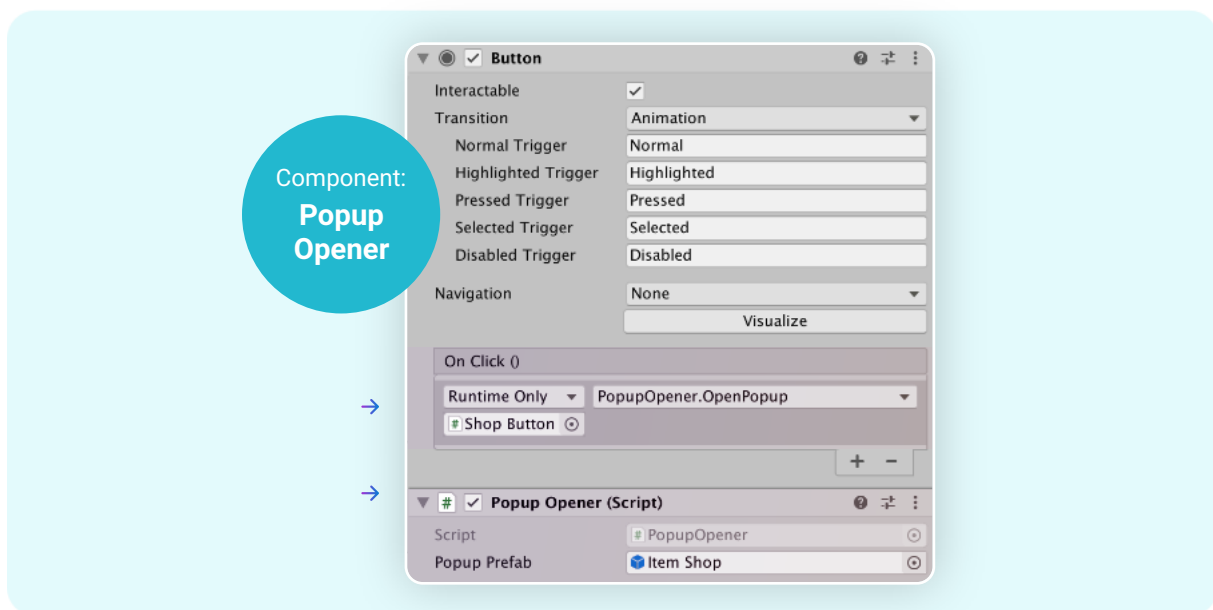 Component:
Popup
Opener
Button
Interactable
Transition Animation
Normal Trigger Normal
Highlighted Trigger Highlighted
Pressed Trigger Pressed
Selected Trigger Selected
Disabled Trigger Disabled
Navigation None
Visualize
On Click ()
Runtime Only PopupOpener.OpenPopup
# Shop Button
+ −
# Popup Opener (Script)
Script # PopupOpener
Popup Prefab Item Shop